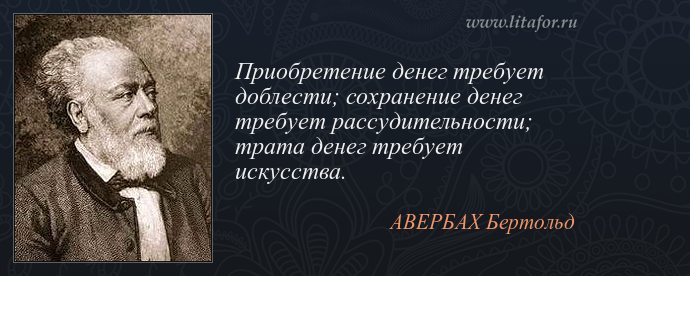 www.litafor.ru
Приобретение денег требует
доблести; сохранение денег
требует рассудительности;
трата денег требует
искусства.
АВЕРБАХ Бертольд